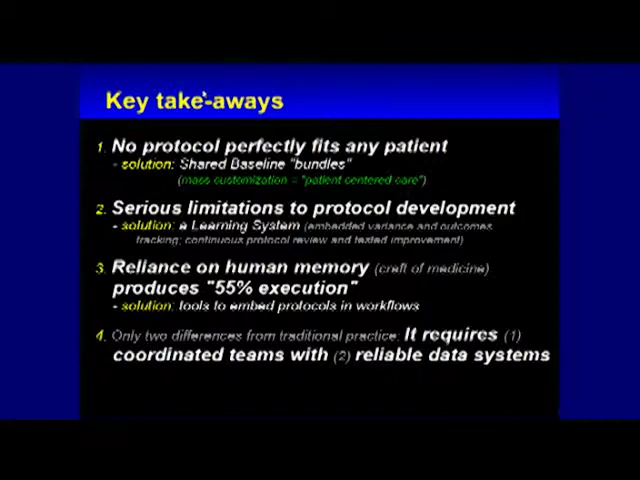 Key take-aways
1. No protocol perfectly fits any patient
- solution: Shared Baseline "bundles"
(mass customization = "patient centered care")
2. Serious limitations to protocol development
- solution: a Learning System (embedded variance and outcomes
tracking; continuous protocol review and tested improvement)
3. Reliance on human memory (craft of medicine)
produces "55% execution"
- solution: tools to embed protocols in workflows
4. Only two differences from traditional practice: It requires (1)
coordinated teams with (2) reliable data systems